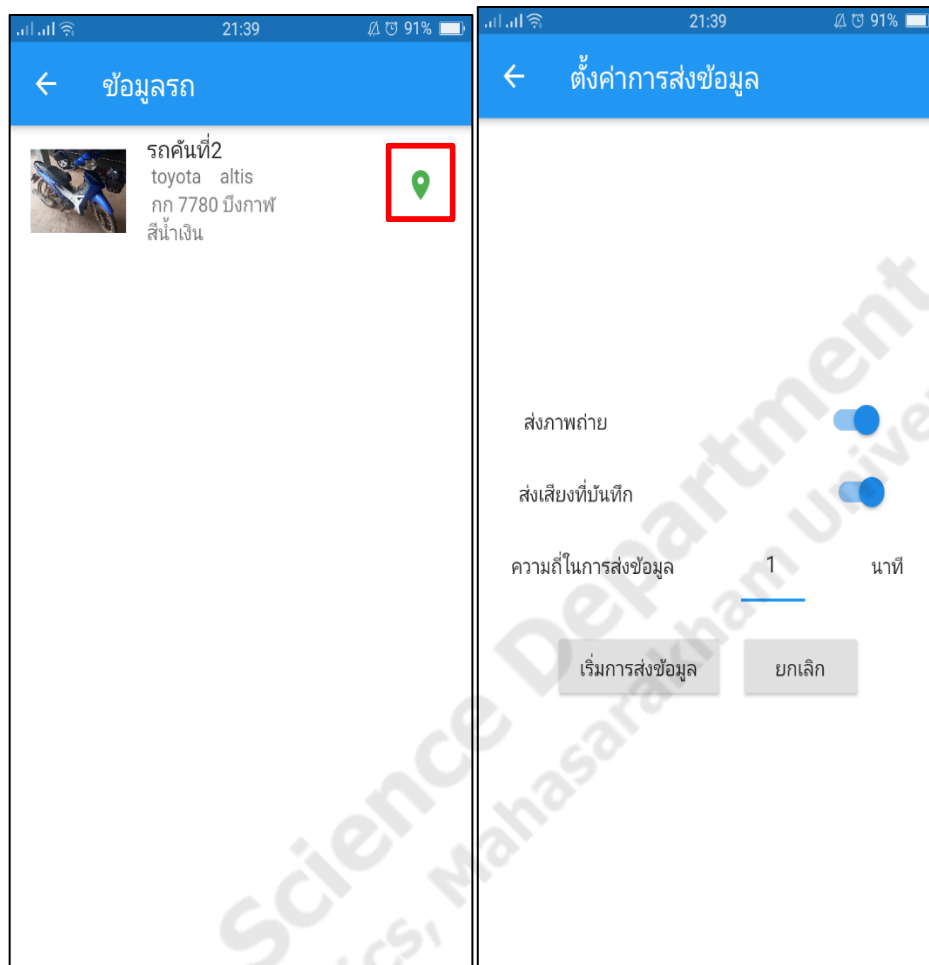 21:39
91%
ข้อมูลรถ
รถคันที่2
toyota altis
กก 7780 บึงกาฬ
สีน้ำเงิน
21:39
91%
ตั้งค่าการส่งข้อมูล
ส่งภาพถ่าย
ส่งเสียงที่บันทึก
ความถี่ในการส่งข้อมูล 1 นาที
เริ่มการส่งข้อมูล ยกเลิก
Science Department
Mahasarakham